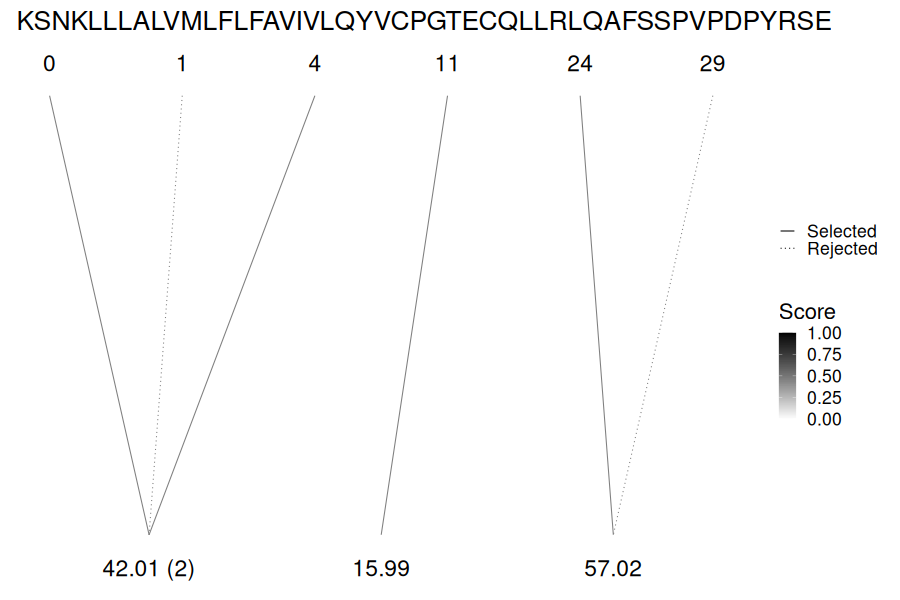 KSNKLLLALVMLFLFAVIVLQYVCPGTECQLLRLQAFSSPVPDPYRSE
0 1 4 11 24 29
Selected
Rejected
Score
1.00
0.75
0.50
0.25
0.00
42.01 (2) 15.99 57.02